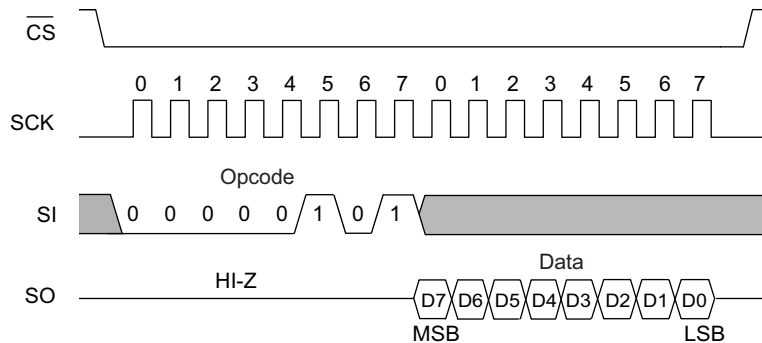 CS
0 1 2 3 4 5 6 7 0 1 2 3 4 5 6 7
SCK
Opcode
SI 0 0 0 0 0 1 0 1
Data
HI-Z
SO D7 D6 D5 D4 D3 D2 D1 D0
MSB LSB